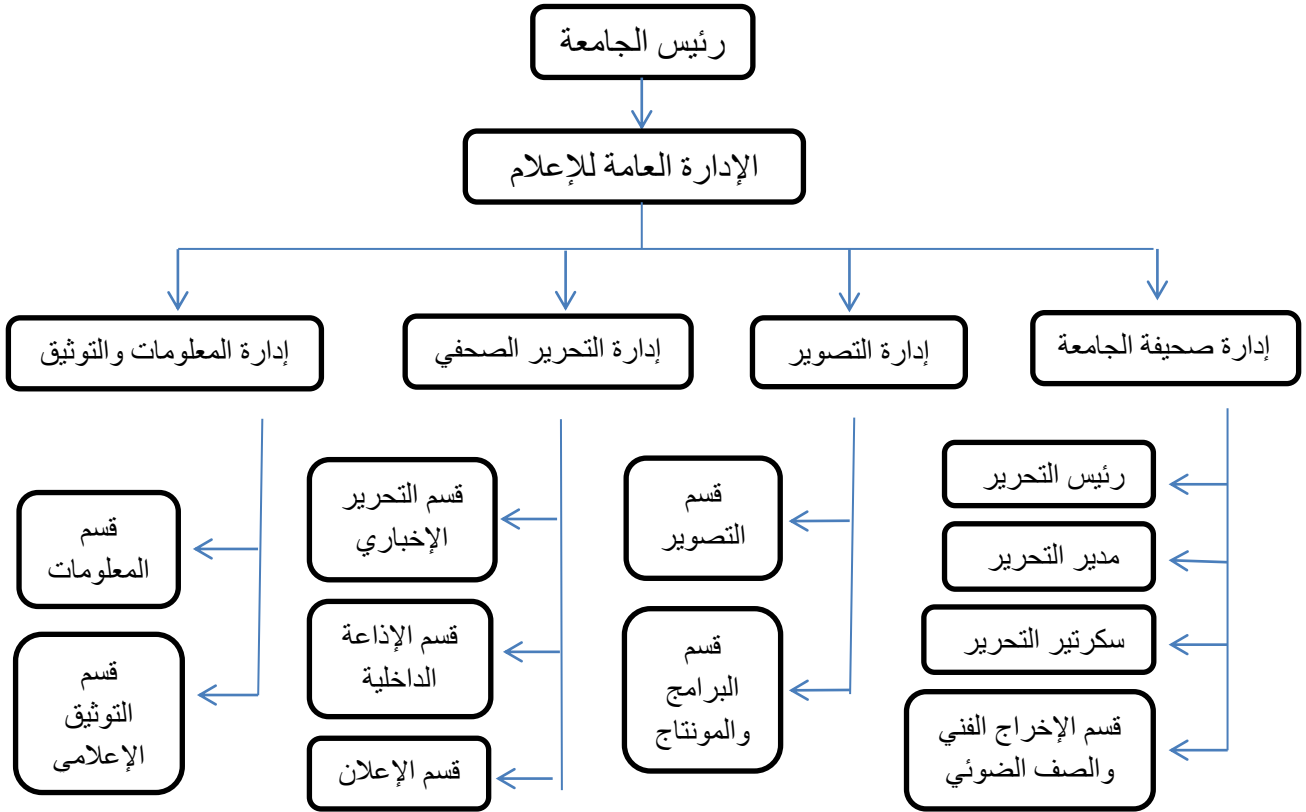 رئيس الجامعة
الإدارة العامة للإعلام
إدارة صحيفة الجامعة
إدارة التصوير
إدارة التحرير الصحفي
إدارة المعلومات والتوثيق
رئيس التحرير
مدير التحرير
سكرتير التحرير
قسم الإخراج الفني
والصف الضوئي
قسم
التصوير
قسم
البرامج
والمونتاج
قسم التحرير
الإخباري
قسم الإذاعة
الداخلية
قسم الإعلان
قسم
المعلومات
قسم
التوثيق
الإعلامى